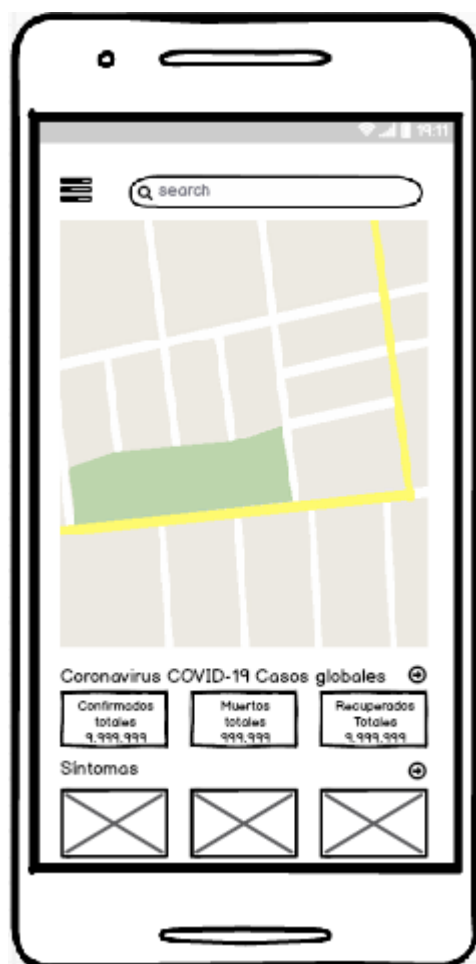 19:11
search
Coronavirus COVID-19 Casos globales
Confirmados
totales
9.999.999
Muertos
totales
999.999
Recuperados
Totales
9.999.999
Síntomas